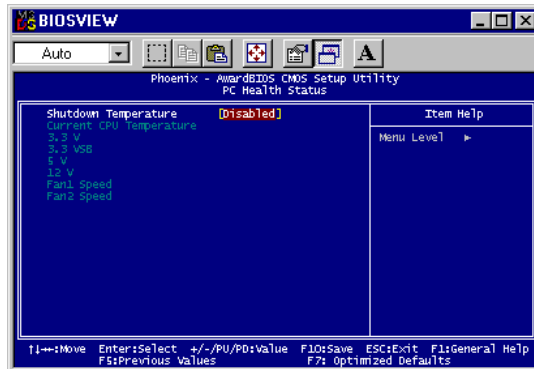 BIOSVIEW
Auto
A
Phoenix - AwardBIOS CMOS Setup Utility
PC Health Status
Shutdown Temperature [Disabled]
Current CPU Temperature
3.3 V
3.3 VSB
5 V
12 V
Fan1 Speed
Fan2 Speed
Item Help
Menu Level ►
↑↓→←:Move Enter:Select +/-/PU/PD:Value F10:Save ESC:Exit F1:General Help
F5:Previous Values F7: Optimized Defaults